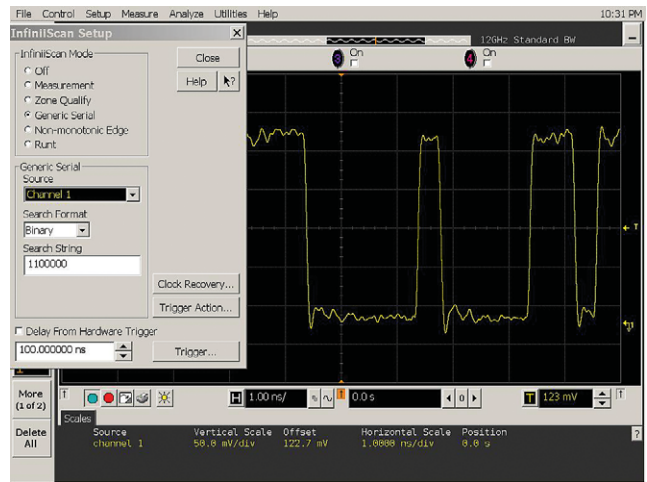 File Control Setup Measure Analyze Utilities Help 10:31 PM
InfiniiScan Setup
12GHz Standard BW
InfiniiScan Mode
Off
Measurement
Zone Qualify
Generic Serial
Non-monotonic Edge
Runt
Close
Help
3 On
4 On
Generic Serial
Source
Channel 1
Search Format
Binary
Search String
1100000
Clock Recovery...
Trigger Action...
Delay From Hardware Trigger
100.000000 ns
Trigger...
T
More
(1 of 2)
Delete
All
H 1.00 ns/ 0.0 s 0 T 123 mV
Scales
Source Vertical Scale Offset Horizontal Scale Position
channel 1 50.0 mV/div 122.7 mV 1.0000 ns/div 0.0 s
?